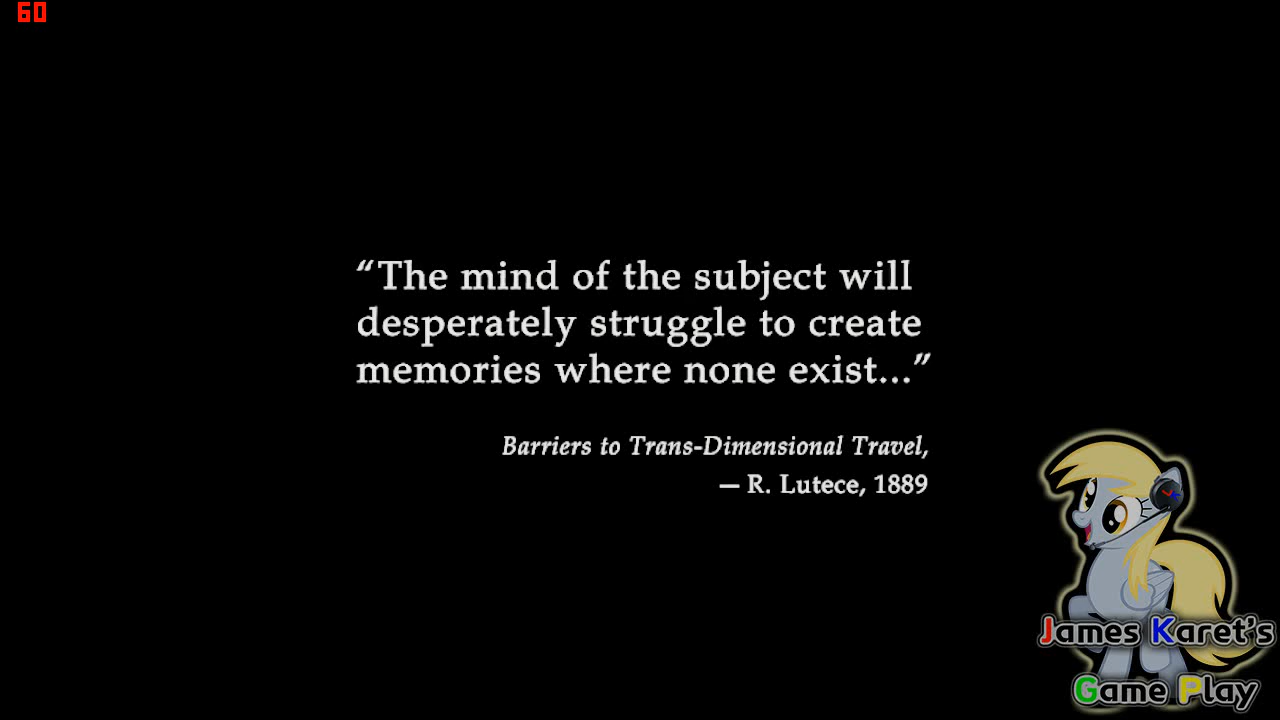 60
“The mind of the subject will
desperately struggle to create
memories where none exist...”
Barriers to Trans-Dimensional Travel,
— R. Lutece, 1889
James Karet's
Game Play